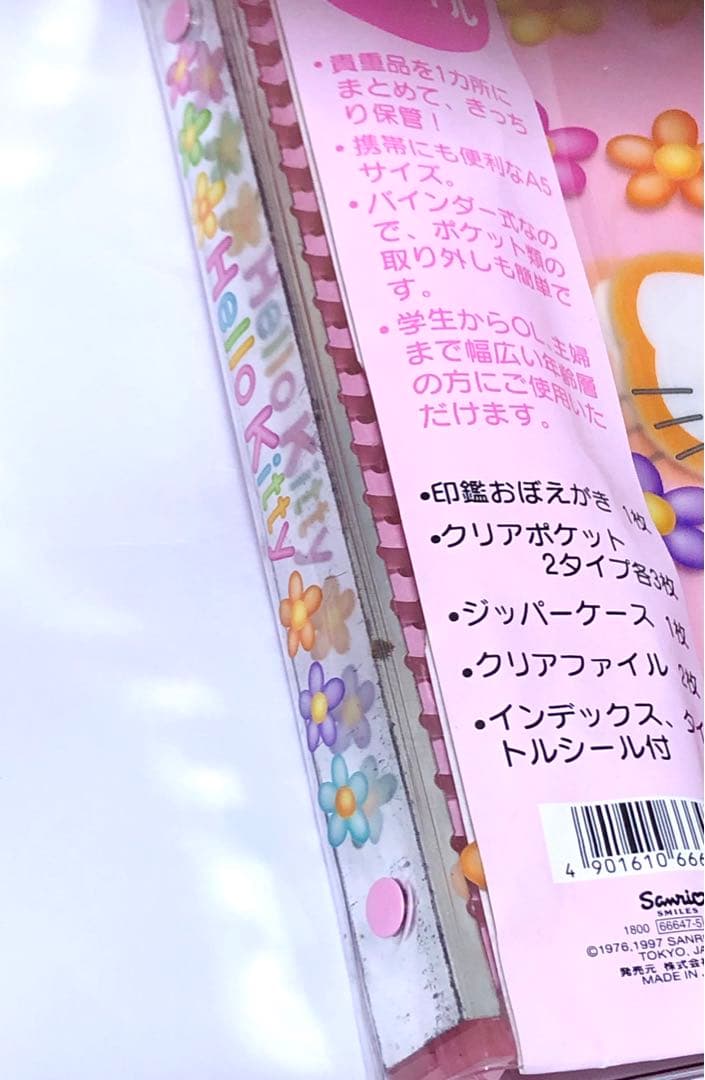 ル
•貴重品を1カ所に
まとめて、きっち
り保管!
•携帯にも便利なA5
サイズ。
•バインダー式なの
で、ポケット類の
取り外しも簡単で
す。
•学生からOL、主婦
まで幅広い年齢層
の方にご使用いた
だけます。
•印鑑おぼえがき 1枚
•クリアポケット
2タイプ各3枚
•ジッパーケース 1枚
•クリアファイル 2枚
•インデックス、タイ
トルシール付
Hello Kitty
4 901610 666
Sanrio
SMILES
1800 66647-5
©1976,1997 SANR
TOKYO, JA
発売元 株式会
MADE IN J